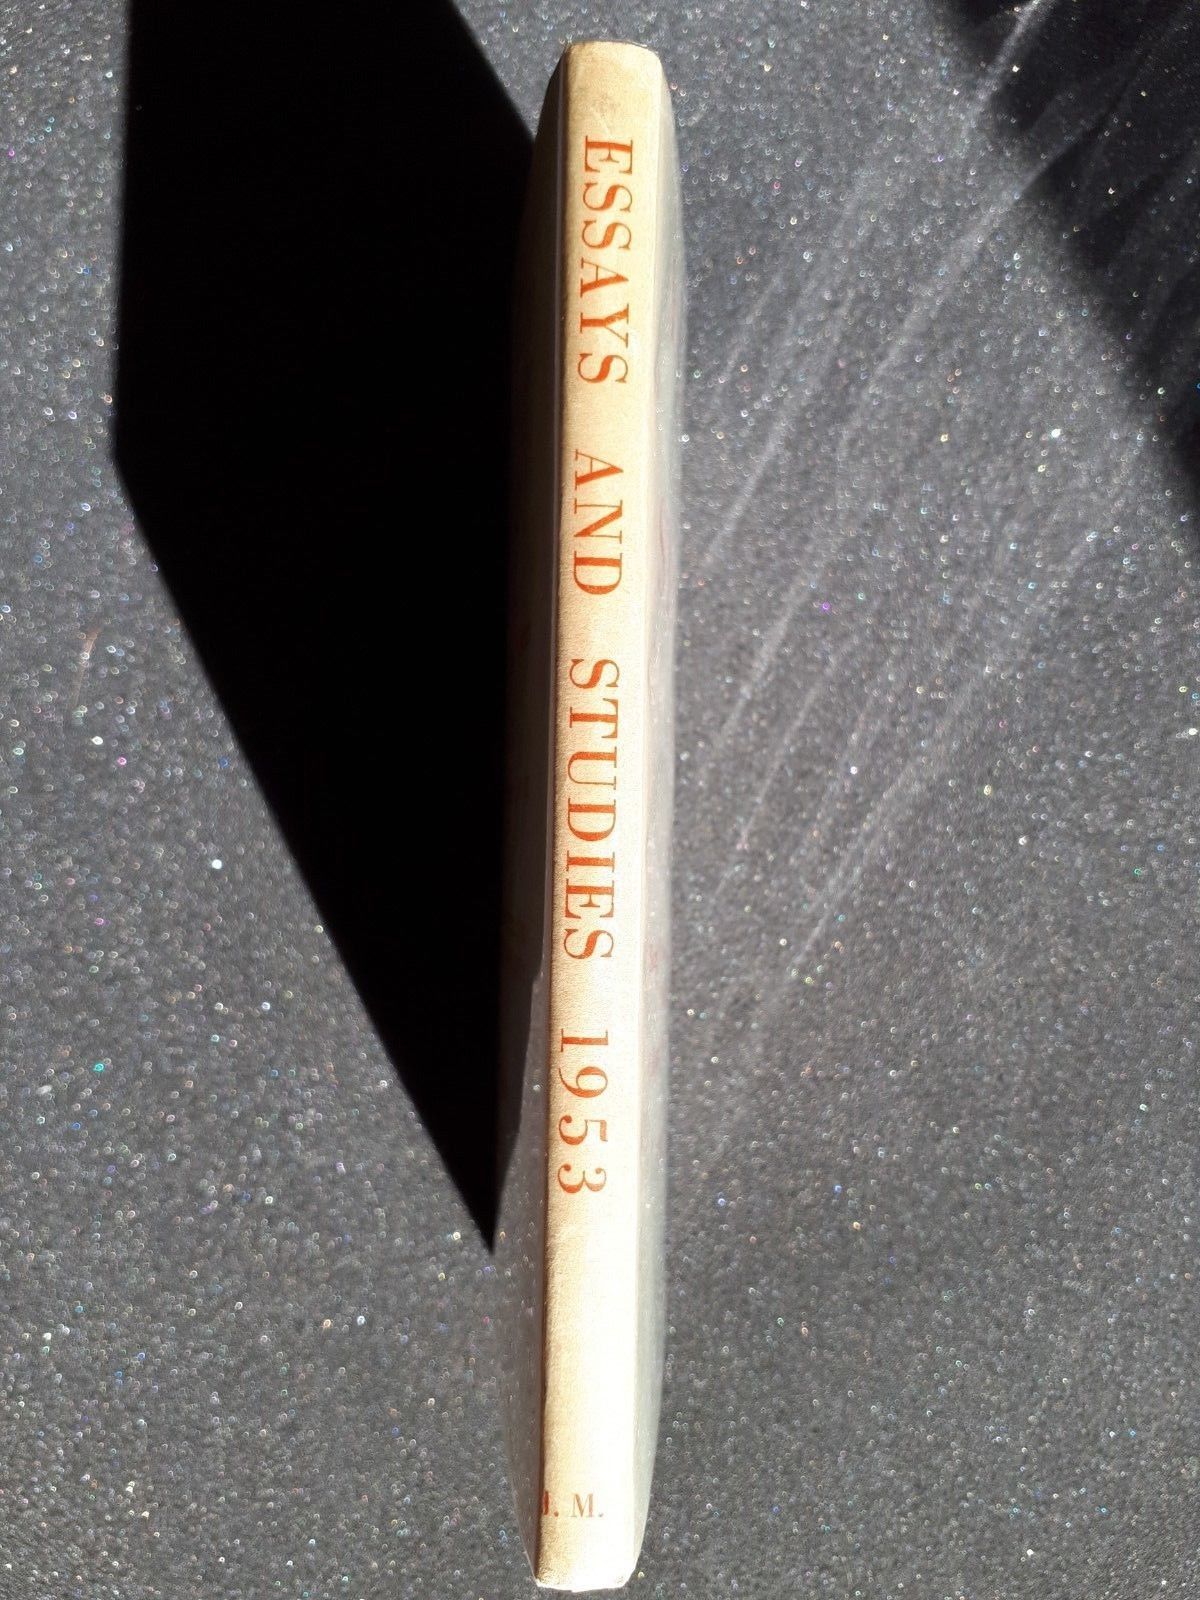 ESSAYS AND STUDIES 1953
J. M.